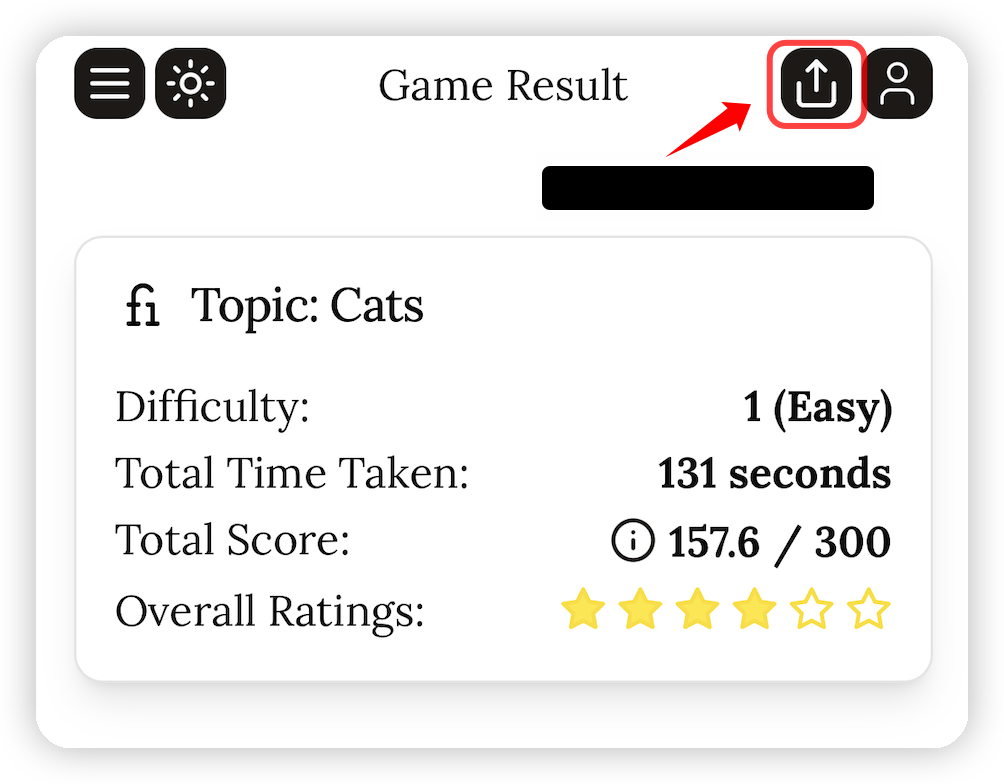 Game Result
Topic: Cats
Difficulty: 1 (Easy)
Total Time Taken: 131 seconds
Total Score: 157.6 / 300
Overall Ratings: